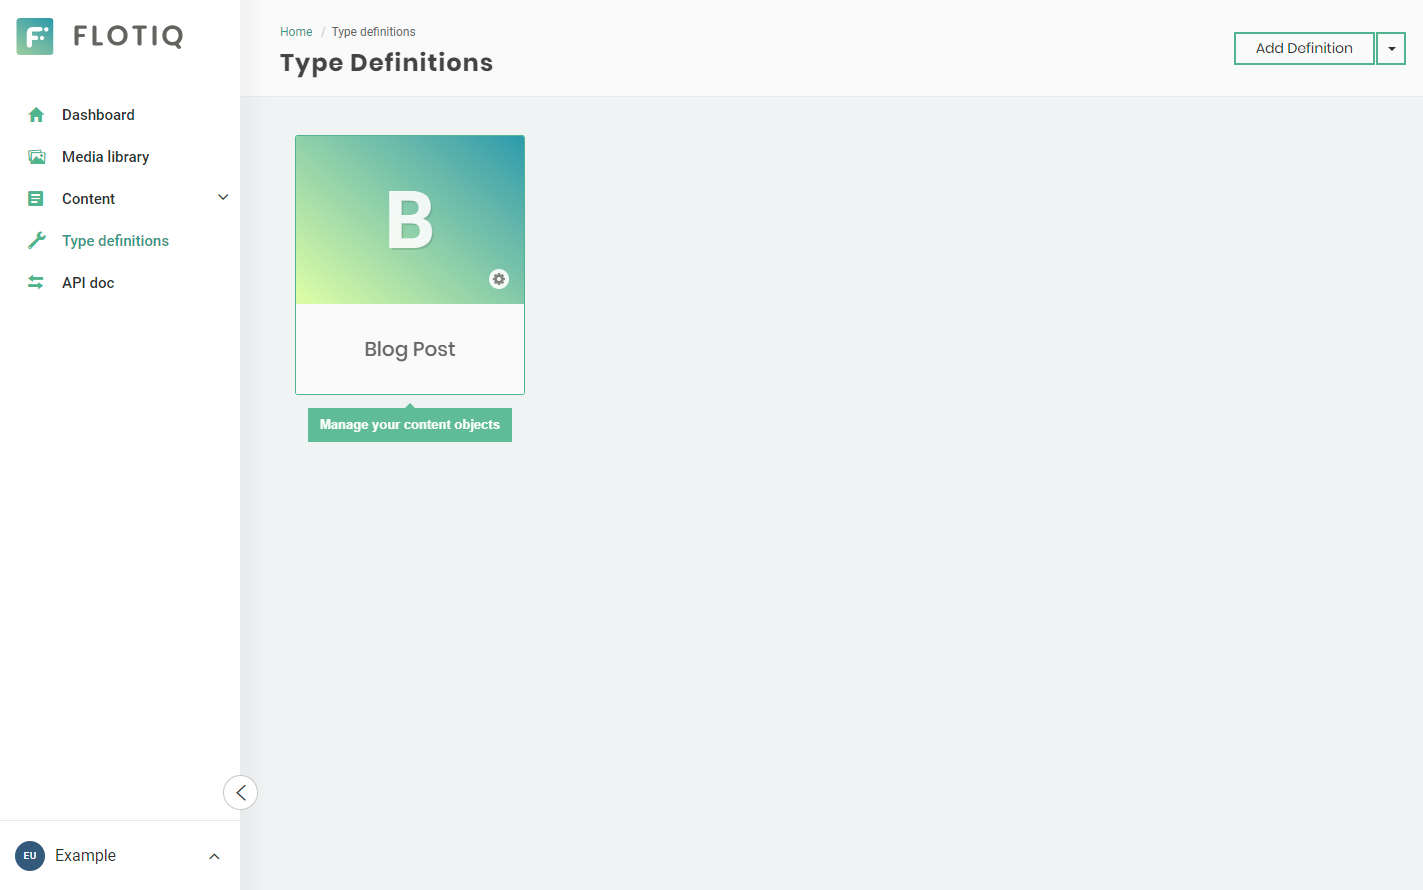 FLOTIQ
Dashboard
Media library
Content
Type definitions
API doc
EU Example
Home / Type definitions
Type Definitions
Add Definition
B
Blog Post
Manage your content objects